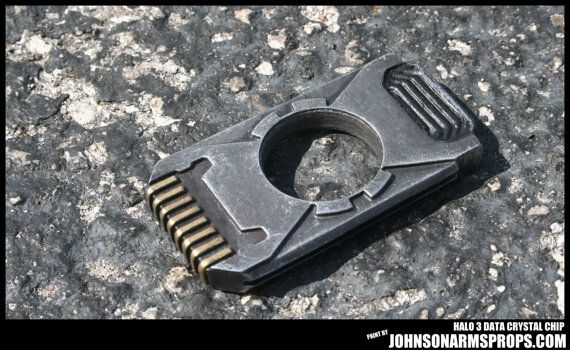 HALO 3 DATA CRYSTAL CHIP
PAINT BY JOHNSONARMSPROPS.COM